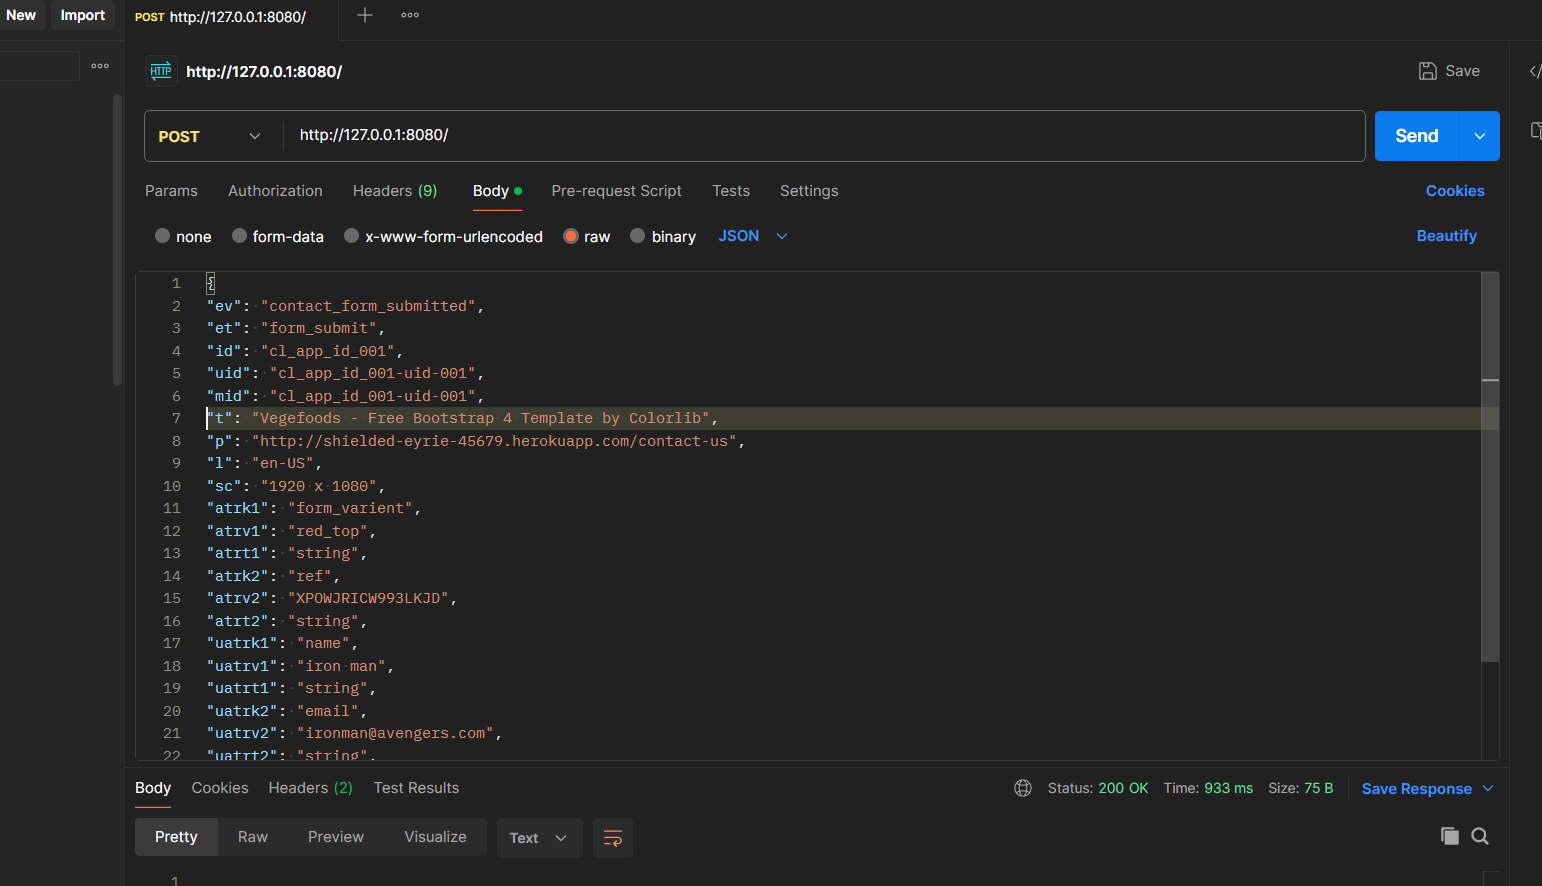 New Import POST http://127.0.0.1:8080/
HTTP http://127.0.0.1:8080/ Save
POST http://127.0.0.1:8080/ Send
Params Authorization Headers (9) Body Pre-request Script Tests Settings Cookies
none form-data x-www-form-urlencoded raw binary JSON Beautify
1 {
2 "ev": "contact_form_submitted",
3 "et": "form_submit",
4 "id": "cl_app_id_001",
5 "uid": "cl_app_id_001-uid-001",
6 "mid": "cl_app_id_001-uid-001",
7 "t": "Vegefoods - Free Bootstrap 4 Template by Colorlib",
8 "p": "http://shielded-eyrie-45679.herokuapp.com/contact-us",
9 "l": "en-US",
10 "sc": "1920 x 1080",
11 "atrk1": "form_varient",
12 "atrv1": "red_top",
13 "atrt1": "string",
14 "atrk2": "ref",
15 "atrv2": "XPOWJRICW993LKJD",
16 "atrt2": "string",
17 "uatrk1": "name",
18 "uatrv1": "iron man",
19 "uatrt1": "string",
20 "uatrk2": "email",
21 "uatrv2": "ironman@avengers.com",
22 "uatrt2": "string",
Body Cookies Headers (2) Test Results Status: 200 OK Time: 933 ms Size: 75 B Save Response
Pretty Raw Preview Visualize Text
1